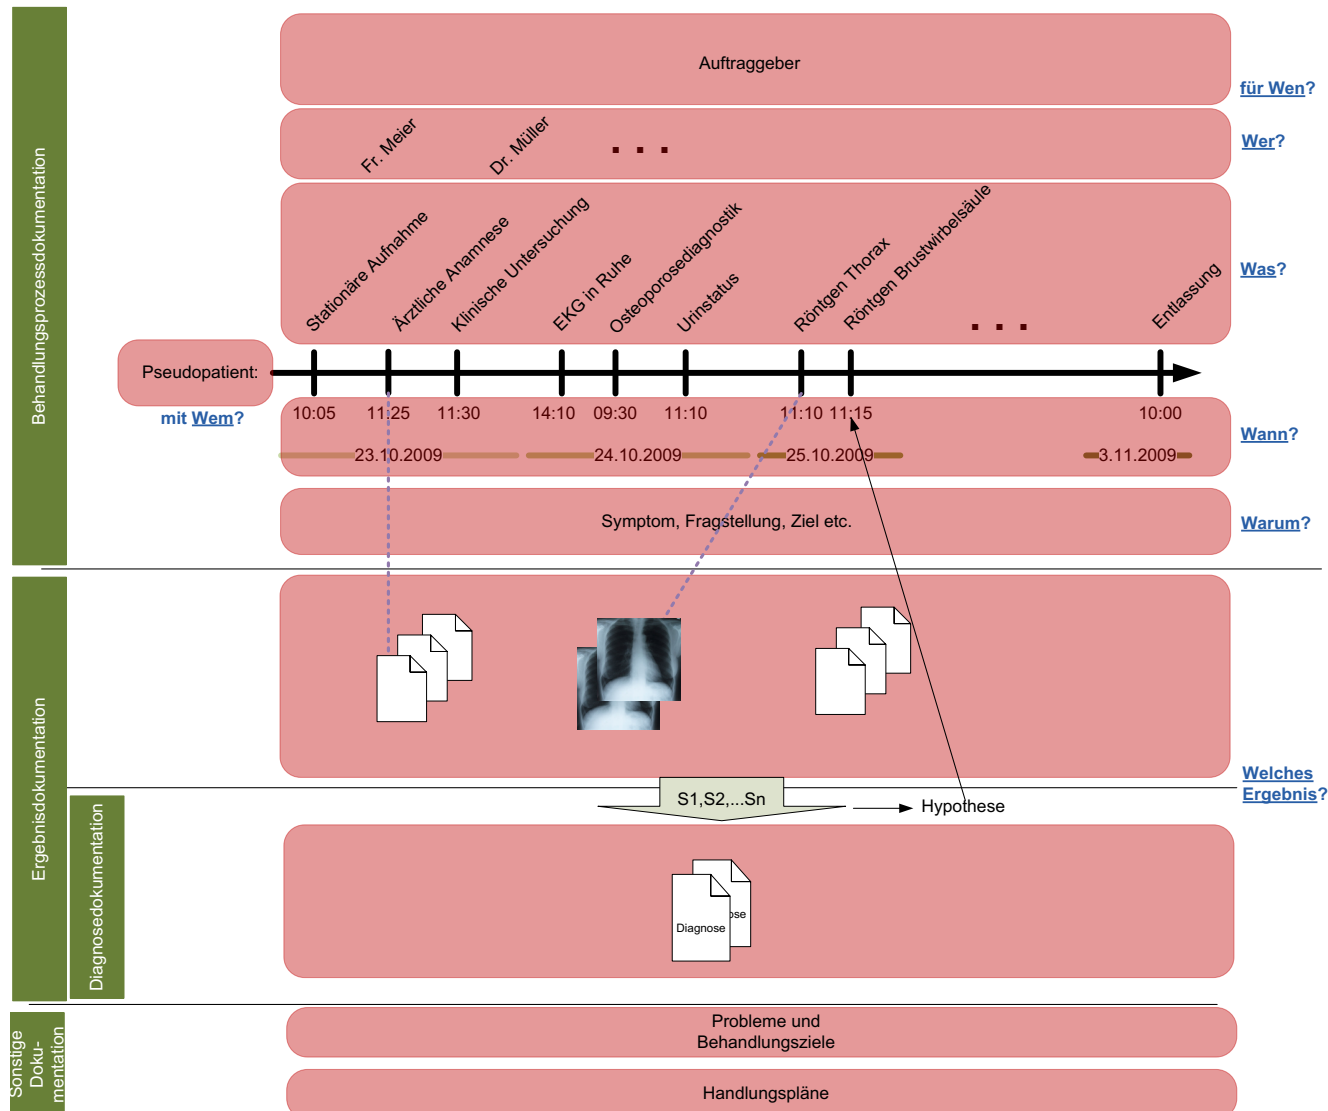 Behandlungsprozessdokumentation
Auftraggeber
für Wen?
Fr. Meier
Dr. Müller
. . .
Wer?
Stationäre Aufnahme
Ärztliche Anamnese
Klinische Untersuchung
EKG in Ruhe
Osteoporosediagnostik
Urinstatus
Röntgen Thorax
Röntgen Brustwirbelsäule
. . .
Entlassung
Was?
Pseudopatient:
mit Wem?
10:05 11:25 11:30 14:10 09:30 11:10 11:10 11:15 10:00
23.10.2009 24.10.2009 25.10.2009 3.11.2009
Wann?
Symptom, Fragstellung, Ziel etc.
Warum?
Ergebnisdokumentation
Welches
Ergebnis?
S1,S2,...Sn
Hypothese
Diagnosedokumentation
Diagnose
ose
Sonstige
Doku-
mentation
Probleme und
Behandlungsziele
Handlungspläne